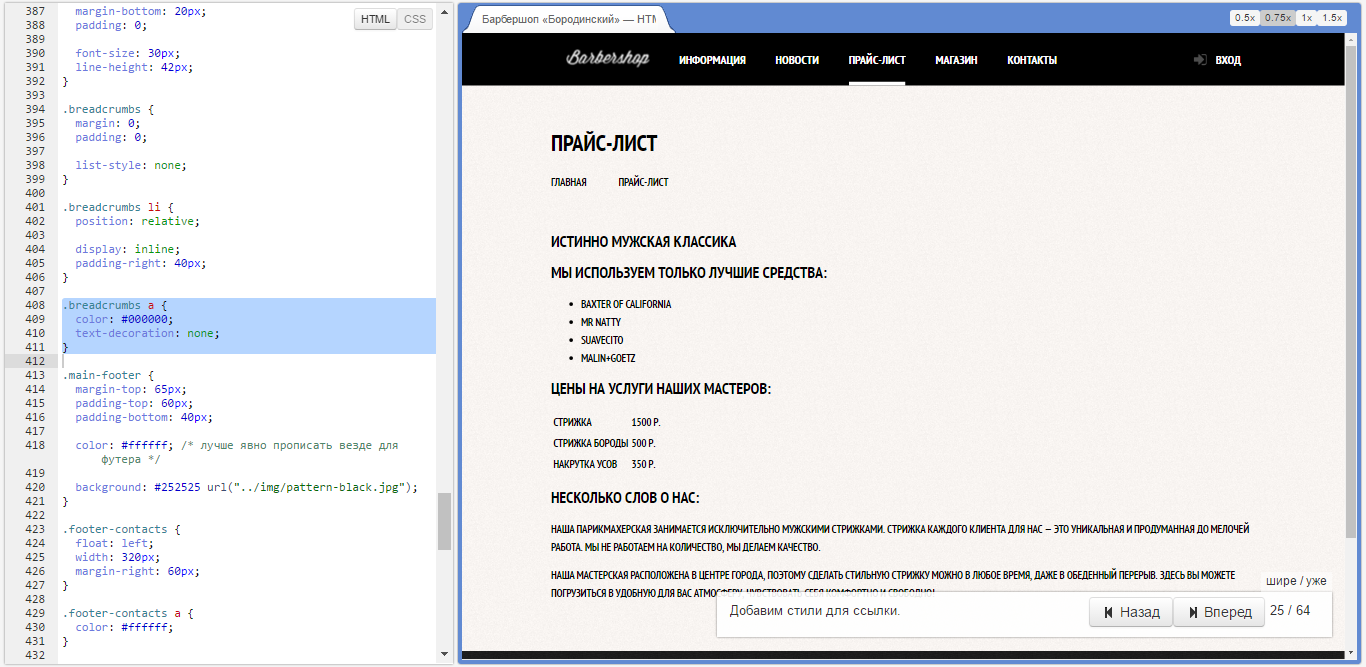 HTML
CSS
387 margin-bottom: 20px;
388 padding: 0;
389
390 font-size: 30px;
391 line-height: 42px;
392 }
393
394 .breadcrumbs {
395 margin: 0;
396 padding: 0;
397
398 list-style: none;
399 }
400
401 .breadcrumbs li {
402 position: relative;
403
404 display: inline;
405 padding-right: 40px;
406 }
407
408 .breadcrumbs a {
409 color: #000000;
410 text-decoration: none;
411 }
412
413 .main-footer {
414 margin-top: 65px;
415 padding-top: 60px;
416 padding-bottom: 40px;
417
418 color: #ffffff; /* лучше явно прописать везде для
футера */
419
420 background: #252525 url("../img/pattern-black.jpg");
421 }
422
423 .footer-contacts {
424 float: left;
425 width: 320px;
426 margin-right: 60px;
427 }
428
429 .footer-contacts a {
430 color: #ffffff;
431 }
432
Барбершоп «Бородинский» — HTM
0.5x 0.75x 1x 1.5x
Barbershop ИНФОРМАЦИЯ НОВОСТИ ПРАЙС-ЛИСТ МАГАЗИН КОНТАКТЫ ВХОД
ПРАЙС-ЛИСТ
ГЛАВНАЯ ПРАЙС-ЛИСТ
ИСТИННО МУЖСКАЯ КЛАССИКА
МЫ ИСПОЛЬЗУЕМ ТОЛЬКО ЛУЧШИЕ СРЕДСТВА:
• BAXTER OF CALIFORNIA
• MR NATTY
• SUAVECITO
• MALIN+GOETZ
ЦЕНЫ НА УСЛУГИ НАШИХ МАСТЕРОВ:
СТРИЖКА 1500 Р.
СТРИЖКА БОРОДЫ 500 Р.
НАКРУТКА УСОВ 350 Р.
НЕСКОЛЬКО СЛОВ О НАС:
НАША ПАРИКМАХЕРСКАЯ ЗАНИМАЕТСЯ ИСКЛЮЧИТЕЛЬНО МУЖСКИМИ СТРИЖКАМИ. СТРИЖКА КАЖДОГО КЛИЕНТА ДЛЯ НАС — ЭТО УНИКАЛЬНАЯ И ПРОДУМАННАЯ ДО МЕЛОЧЕЙ
РАБОТА. МЫ НЕ РАБОТАЕМ НА КОЛИЧЕСТВО, МЫ ДЕЛАЕМ КАЧЕСТВО.
НАША МАСТЕРСКАЯ РАСПОЛОЖЕНА В ЦЕНТРЕ ГОРОДА, ПОЭТОМУ СДЕЛАТЬ СТИЛЬНУЮ СТРИЖКУ МОЖНО В ЛЮБОЕ ВРЕМЯ, ДАЖЕ В ОБЕДЕННЫЙ ПЕРЕРЫВ. ЗДЕСЬ ВЫ МОЖЕТЕ
ПОГРУЗИТЬСЯ В УДОБНУЮ ДЛЯ ВАС АТМОСФЕРУ, ЧУВСТВОВАТЬ СЕБЯ КОМФОРТНО И СВОБОДНО!
шире / уже
Добавим стили для ссылки.
Назад Вперед 25 / 64